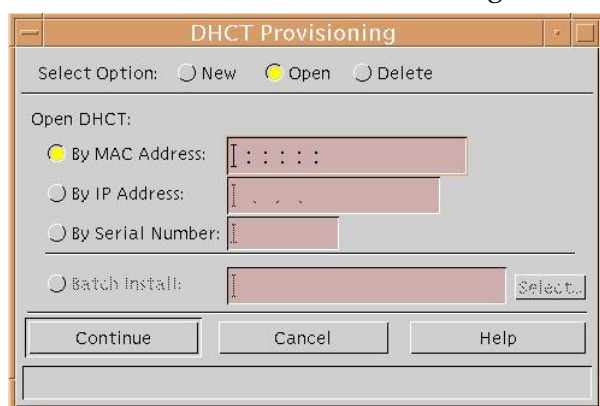 DHCT Provisioning
Select Option: New Open Delete
Open DHCT:
By MAC Address: : : : : :
By IP Address: . . .
By Serial Number:
Batch Install: Select...
Continue Cancel Help